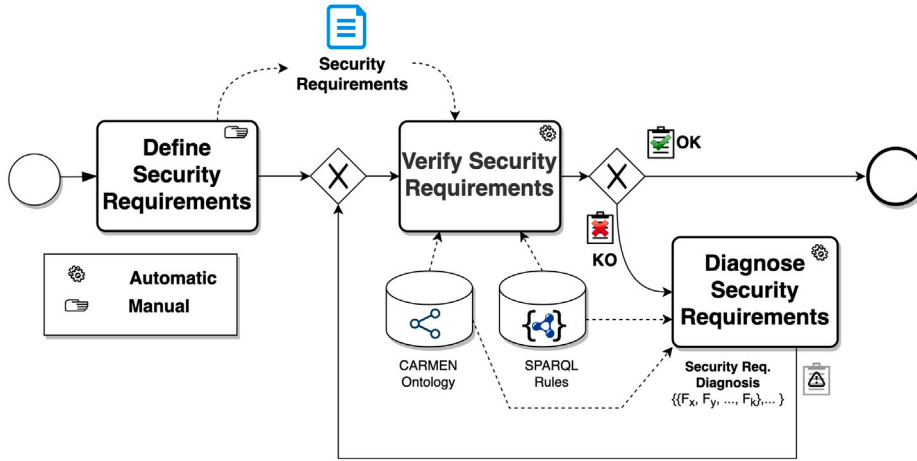 Security
Requirements
Define
Security
Requirements
X
Verify Security
Requirements
X
OK
KO
Automatic
Manual
Diagnose
Security
Requirements
CARMEN
Ontology
SPARQL
Rules
Security Req.
Diagnosis
{{Fx, Fy, ..., Fk},... }